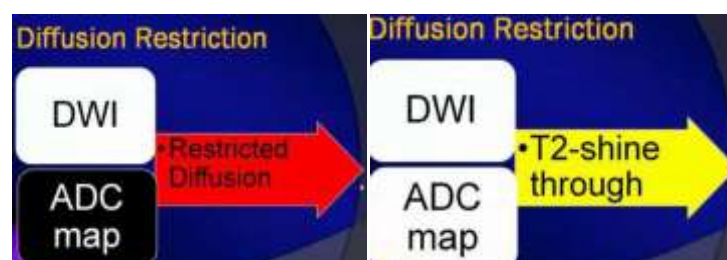 Diffusion Restriction
DWI
•Restricted
Diffusion
ADC
map
Diffusion Restriction
DWI
•T2-shine
through
ADC
map